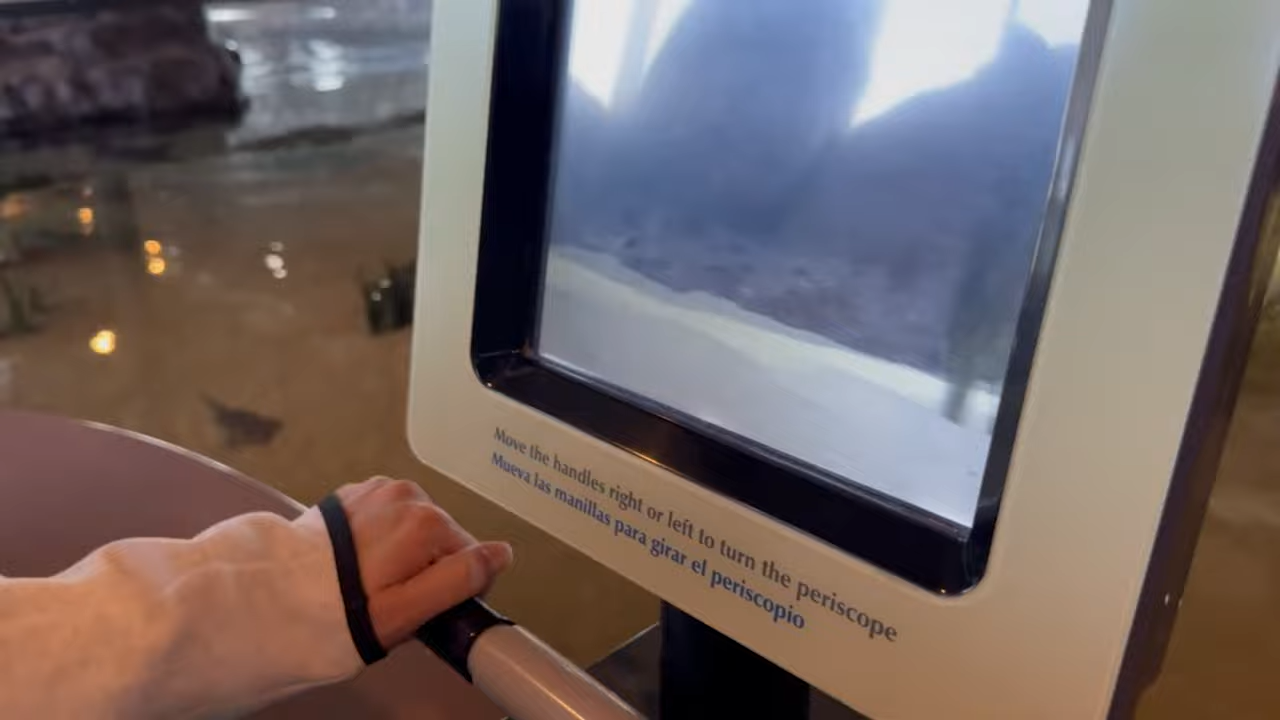 Move the handles right or left to turn the periscope
Mueva las manillas para girar el periscopio